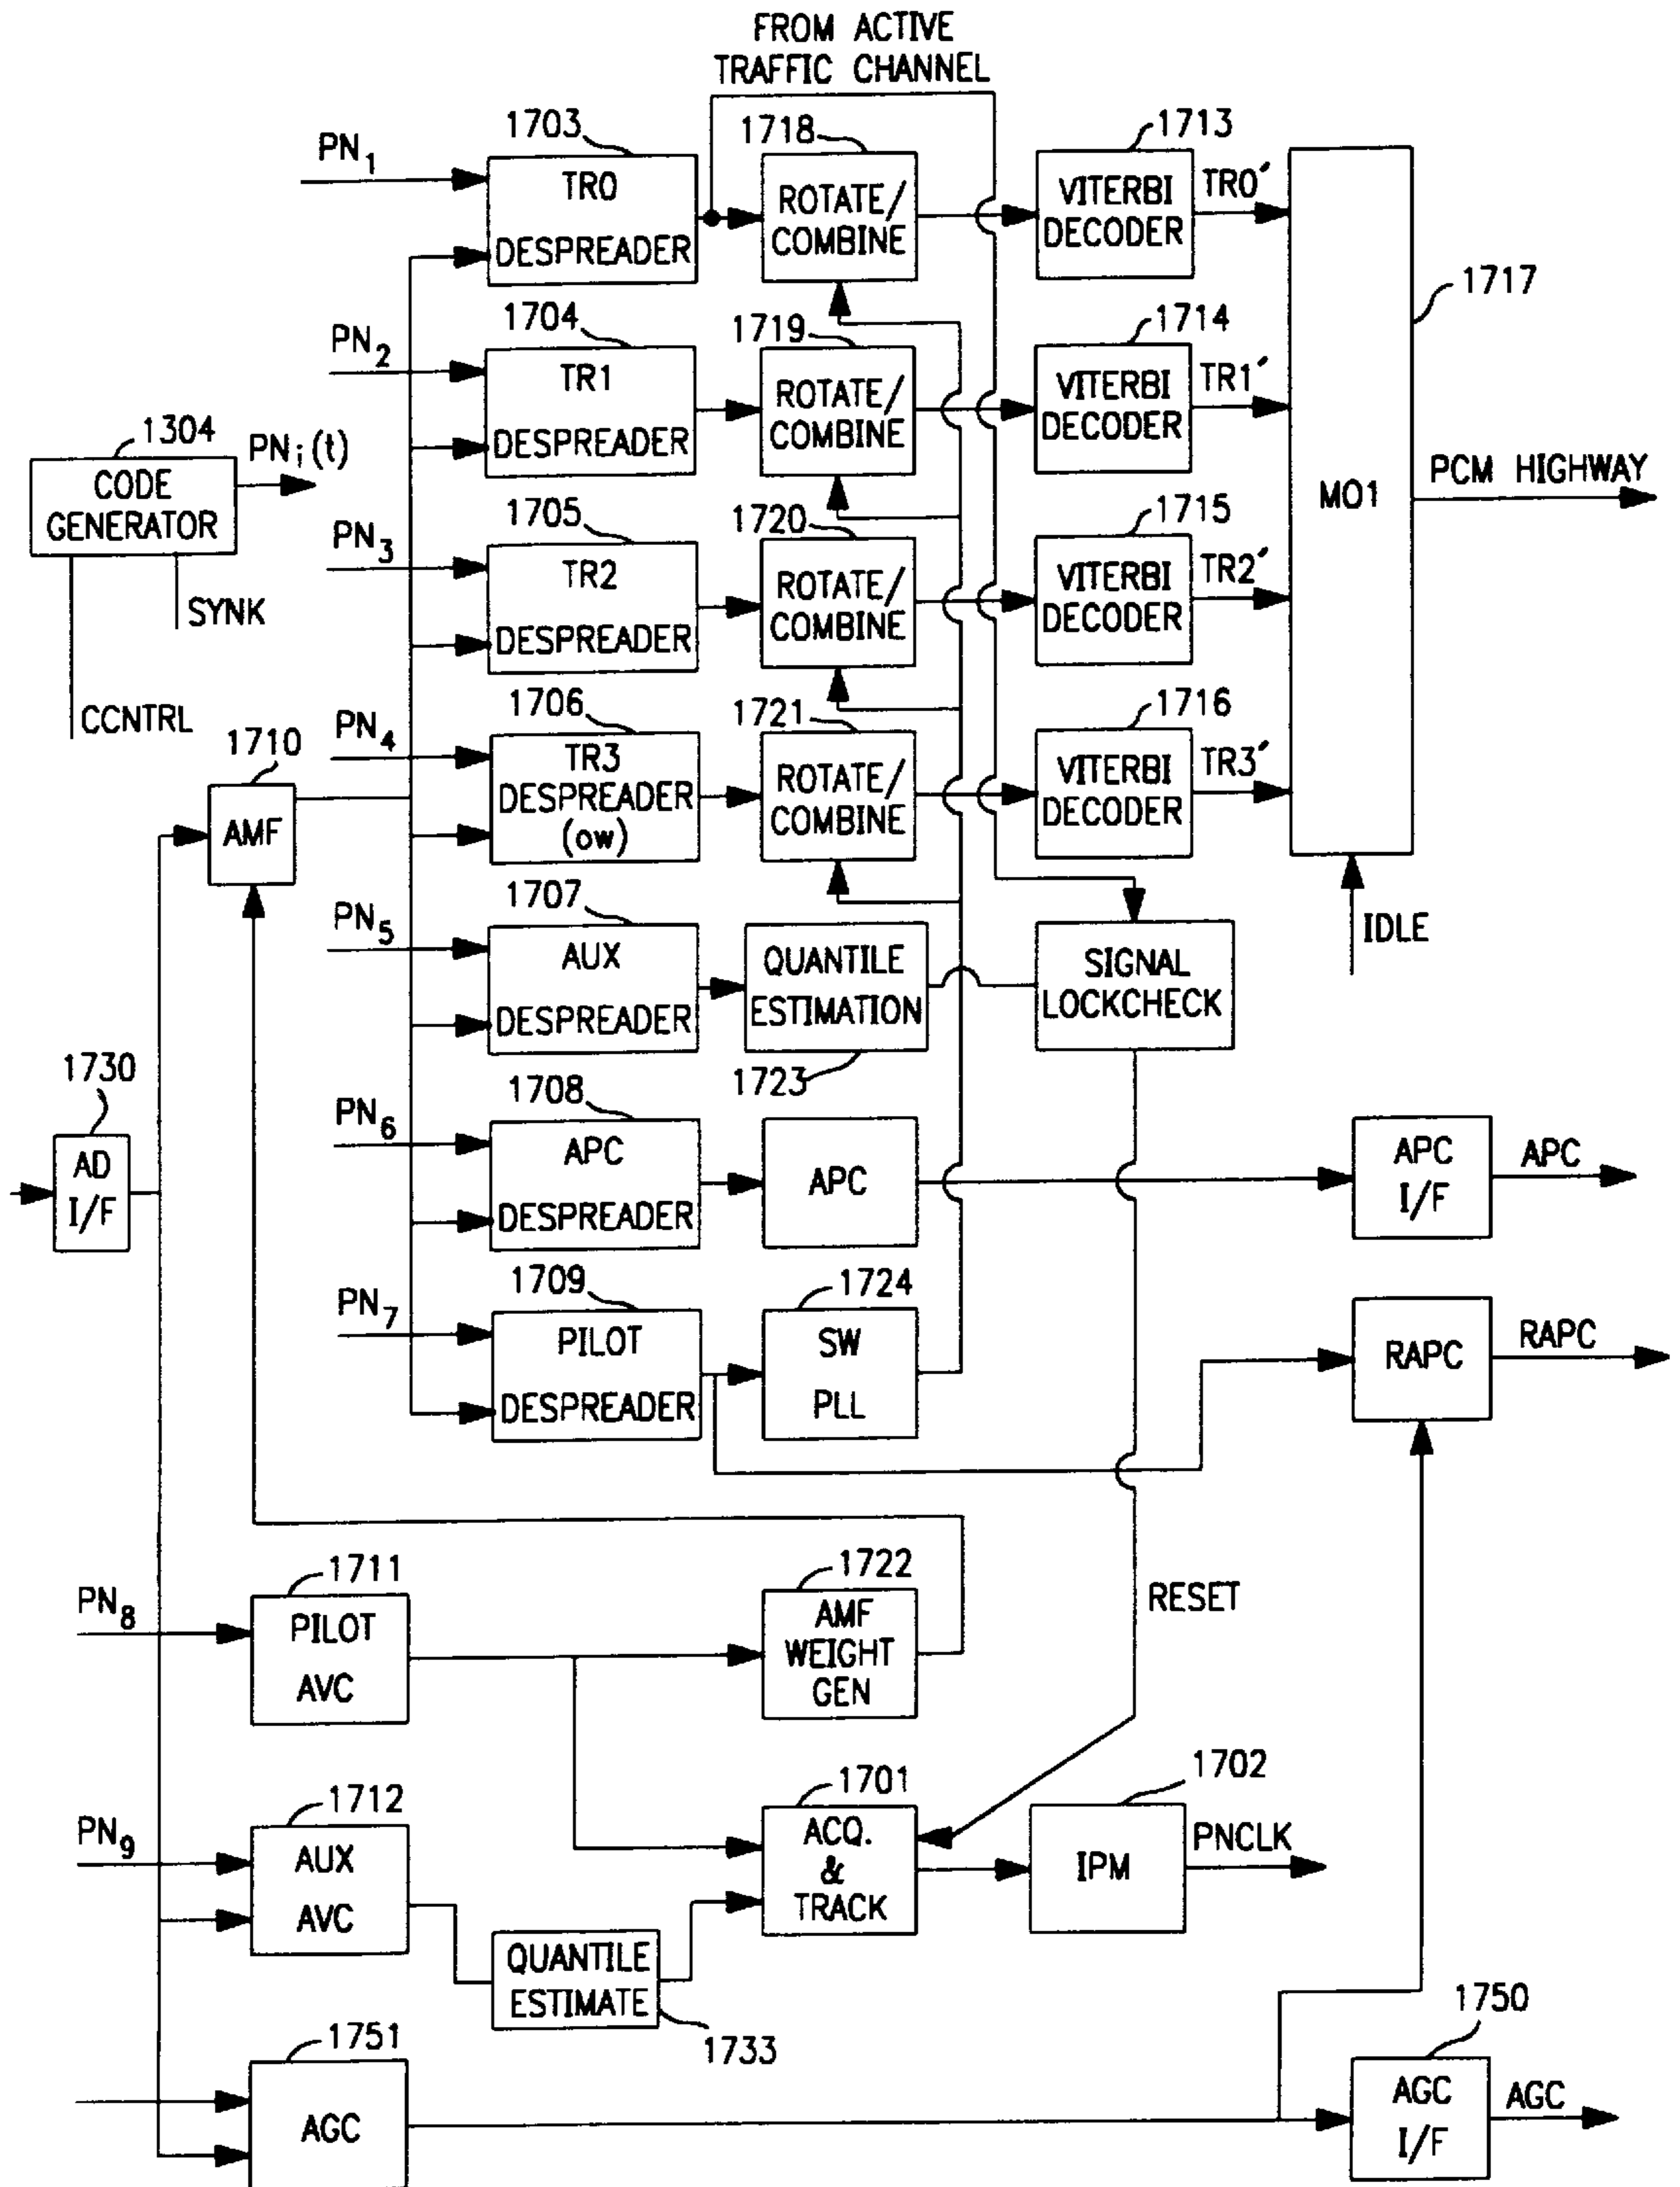 FROM ACTIVE
TRAFFIC CHANNEL
1703
1718
1713
PN1
TR0
DESPREADER
ROTATE/
COMBINE
VITERBI
DECODER
TR0′
1717
1704
1719
1714
PN2
TR1
DESPREADER
ROTATE/
COMBINE
VITERBI
DECODER
TR1′
1304
PNi(t)
CODE
GENERATOR
SYNK
CCNTRL
MO1
PCM HIGHWAY
1705
1720
1715
PN3
TR2
DESPREADER
ROTATE/
COMBINE
VITERBI
DECODER
TR2′
1706
1721
1716
PN4
TR3
DESPREADER
(ow)
ROTATE/
COMBINE
VITERBI
DECODER
TR3′
1710
AMF
IDLE
1707
PN5
AUX
DESPREADER
QUANTILE
ESTIMATION
1723
SIGNAL
LOCKCHECK
1730
AD
I/F
1708
PN6
APC
DESPREADER
APC
APC
I/F
APC
1709
1724
PN7
PILOT
DESPREADER
SW
PLL
RAPC
RAPC
1711
1722
PN8
PILOT
AVC
AMF
WEIGHT
GEN
RESET
1712
1701
1702
PN9
AUX
AVC
ACQ.
&
TRACK
IPM
PNCLK
QUANTILE
ESTIMATE
1733
1751
AGC
1750
AGC
I/F
AGC